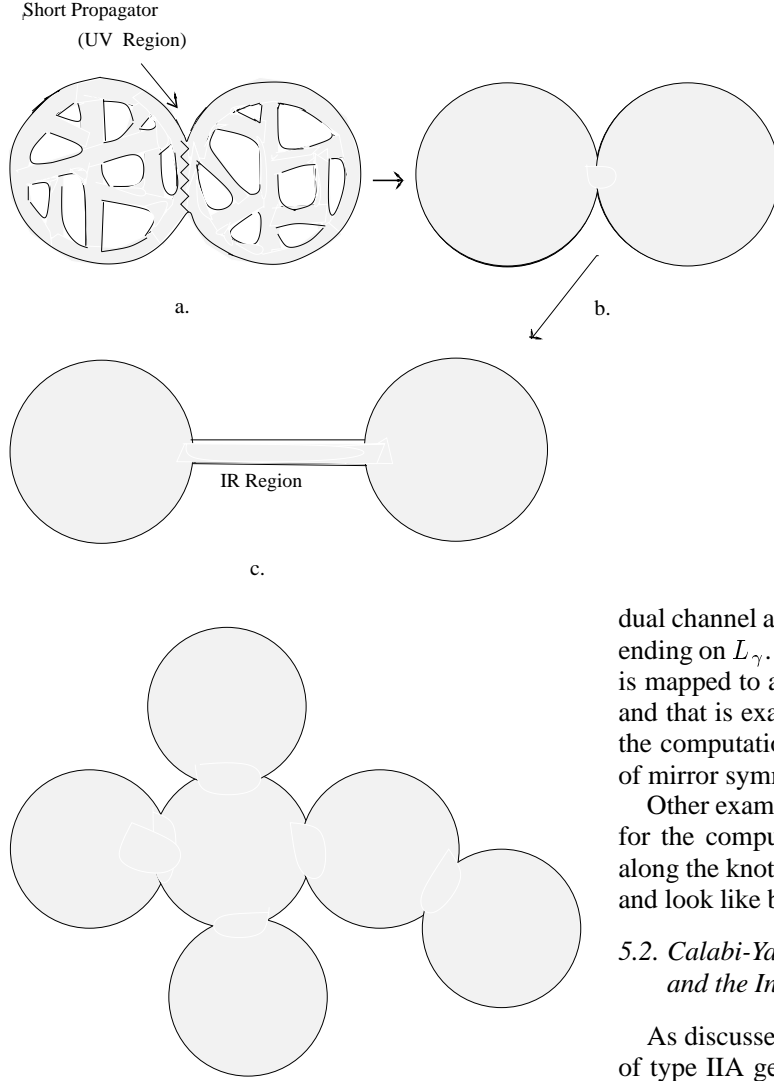 Short Propagator
(UV Region)
a.
b.
IR Region
c.
dual channel a
ending on L_γ.
is mapped to a
and that is exa
the computatio
of mirror symr
Other exam
for the compu
along the knot
and look like b
5.2. Calabi-Ya
and the In
As discusse
of type IIA ge